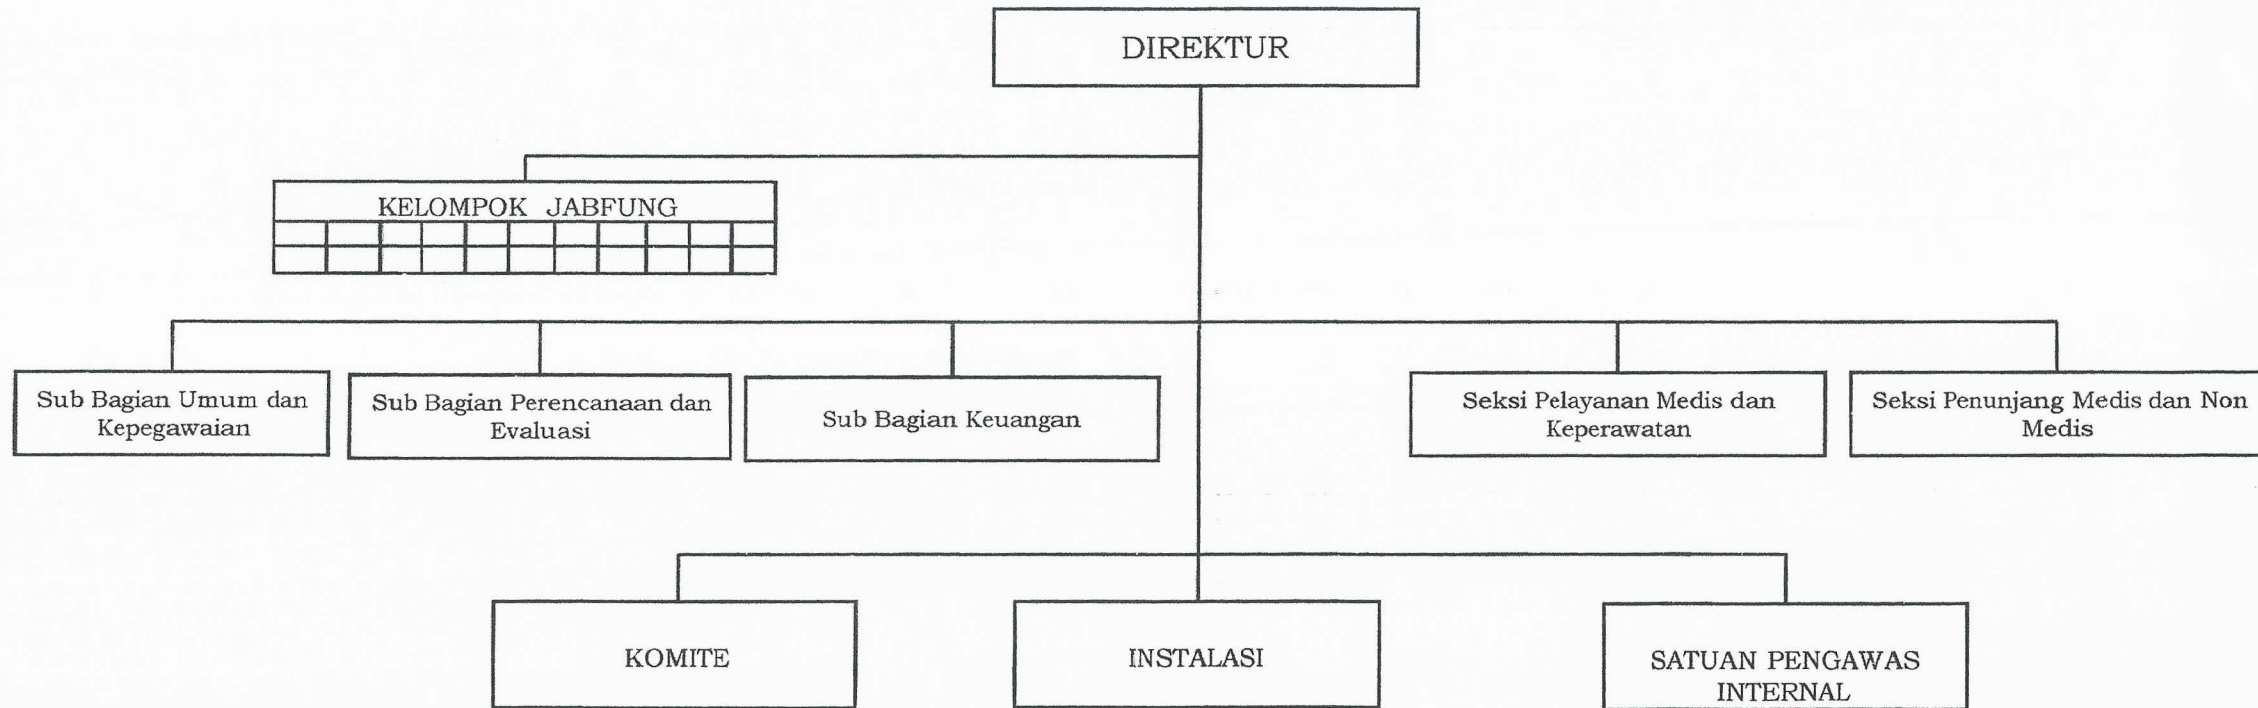 DIREKTUR
KELOMPOK JABFUNG
Sub Bagian Umum dan
Kepegawaian
Sub Bagian Perencanaan dan
Evaluasi
Sub Bagian Keuangan
Seksi Pelayanan Medis dan
Keperawatan
Seksi Penunjang Medis dan Non
Medis
KOMITE
INSTALASI
SATUAN PENGAWAS
INTERNAL